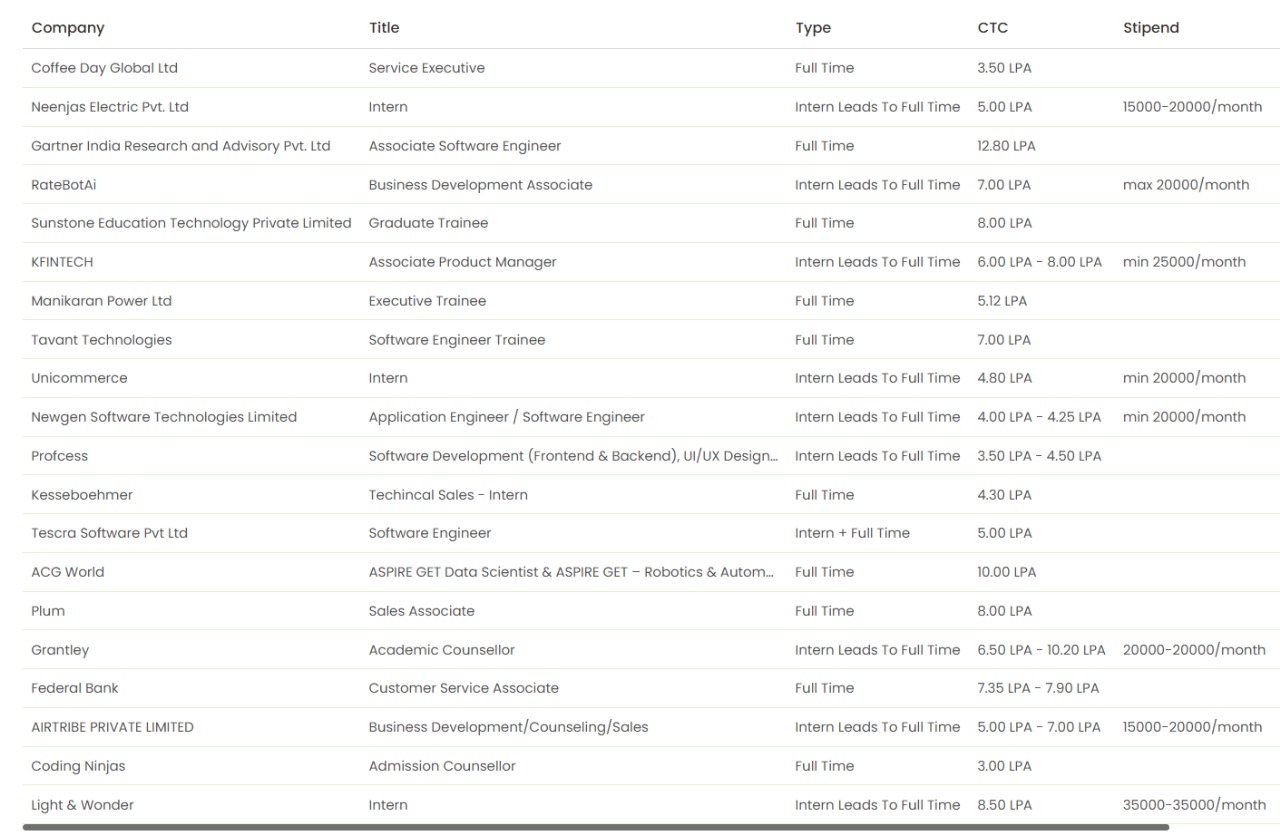 Company Title Type CTC Stipend
Coffee Day Global Ltd Service Executive Full Time 3.50 LPA
Neenjas Electric Pvt. Ltd Intern Intern Leads To Full Time 5.00 LPA 15000-20000/month
Gartner India Research and Advisory Pvt. Ltd Associate Software Engineer Full Time 12.80 LPA
RateBotAi Business Development Associate Intern Leads To Full Time 7.00 LPA max 20000/month
Sunstone Education Technology Private Limited Graduate Trainee Full Time 8.00 LPA
KFINTECH Associate Product Manager Intern Leads To Full Time 6.00 LPA - 8.00 LPA min 25000/month
Manikaran Power Ltd Executive Trainee Full Time 5.12 LPA
Tavant Technologies Software Engineer Trainee Full Time 7.00 LPA
Unicommerce Intern Intern Leads To Full Time 4.80 LPA min 20000/month
Newgen Software Technologies Limited Application Engineer / Software Engineer Intern Leads To Full Time 4.00 LPA - 4.25 LPA min 20000/month
Profcess Software Development (Frontend & Backend), UI/UX Design... Intern Leads To Full Time 3.50 LPA - 4.50 LPA
Kesseboehmer Techincal Sales - Intern Full Time 4.30 LPA
Tescra Software Pvt Ltd Software Engineer Intern + Full Time 5.00 LPA
ACG World ASPIRE GET Data Scientist & ASPIRE GET – Robotics & Autom... Full Time 10.00 LPA
Plum Sales Associate Full Time 8.00 LPA
Grantley Academic Counsellor Intern Leads To Full Time 6.50 LPA - 10.20 LPA 20000-20000/month
Federal Bank Customer Service Associate Full Time 7.35 LPA - 7.90 LPA
AIRTRIBE PRIVATE LIMITED Business Development/Counseling/Sales Intern Leads To Full Time 5.00 LPA - 7.00 LPA 15000-20000/month
Coding Ninjas Admission Counsellor Full Time 3.00 LPA
Light & Wonder Intern Intern Leads To Full Time 8.50 LPA 35000-35000/month